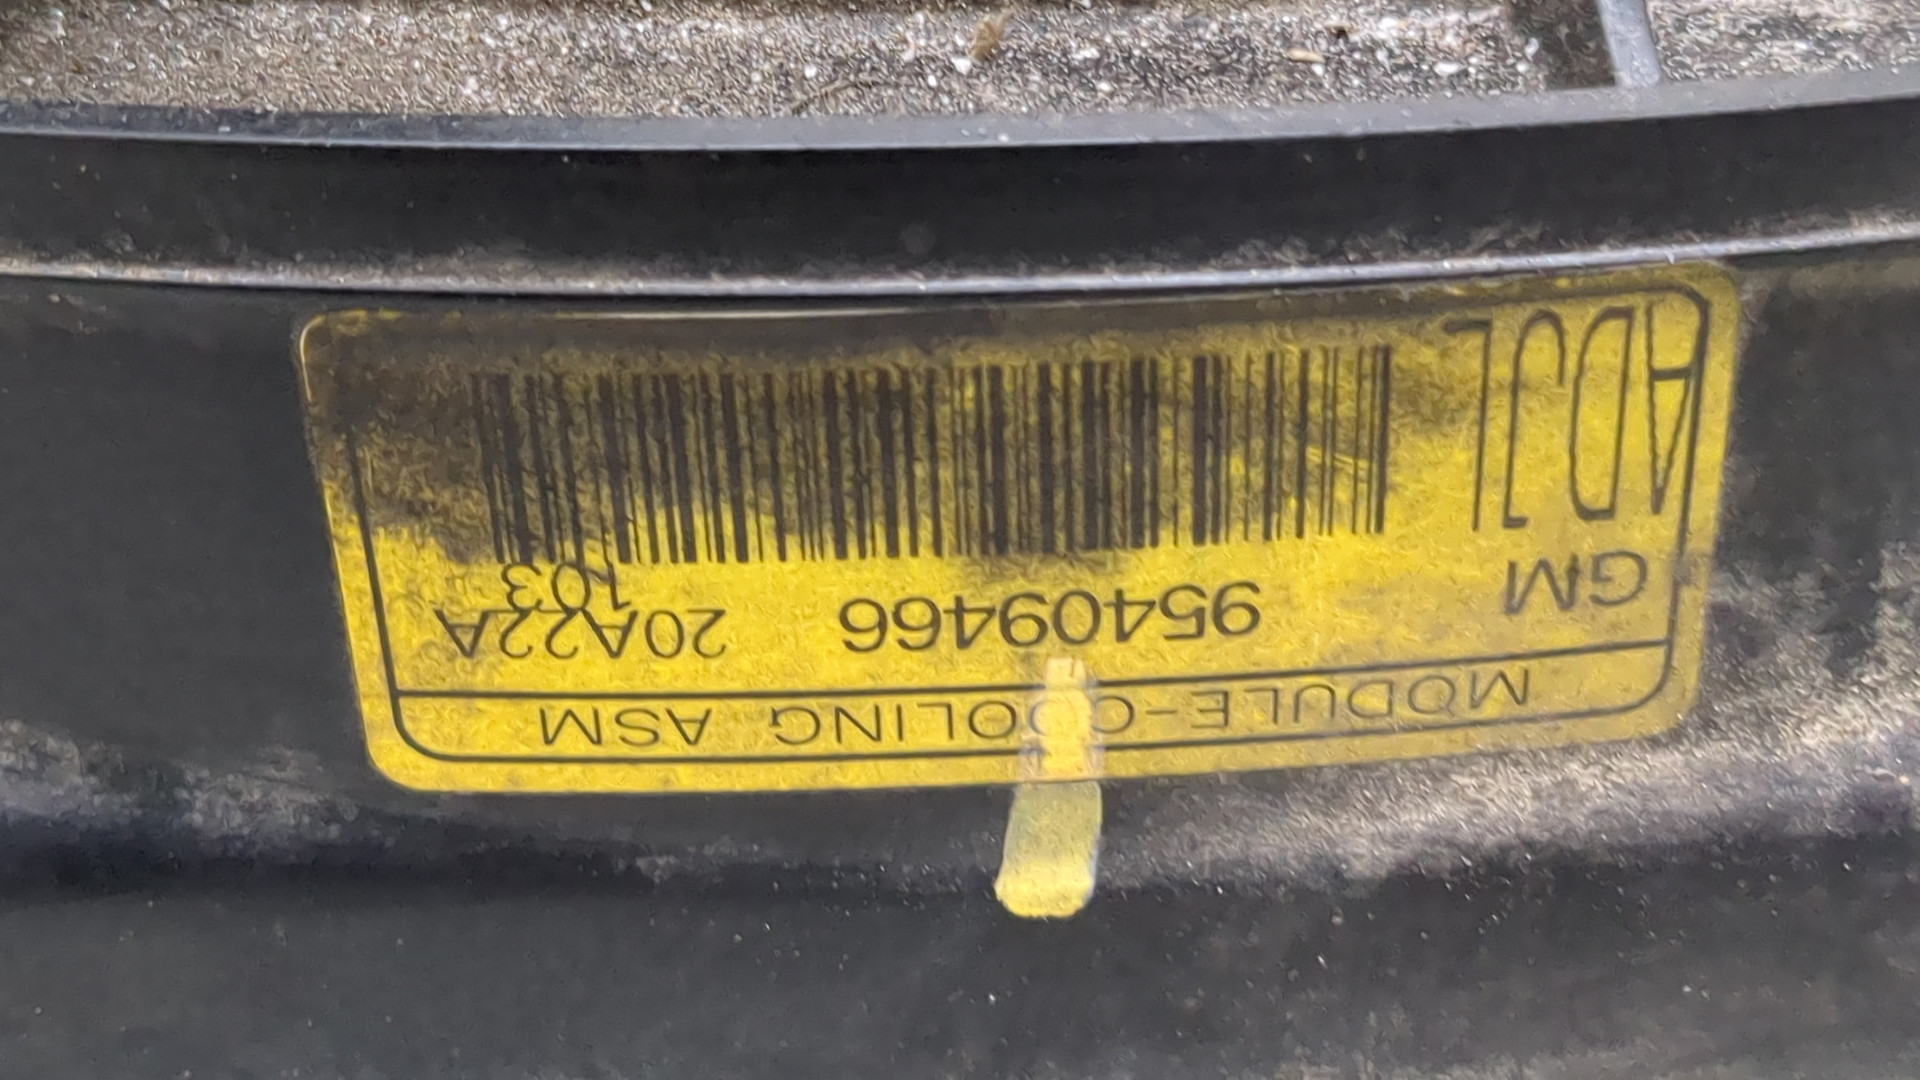 MODULE-COOLING ASM
GM 95409466 20A22A
103
ADJL